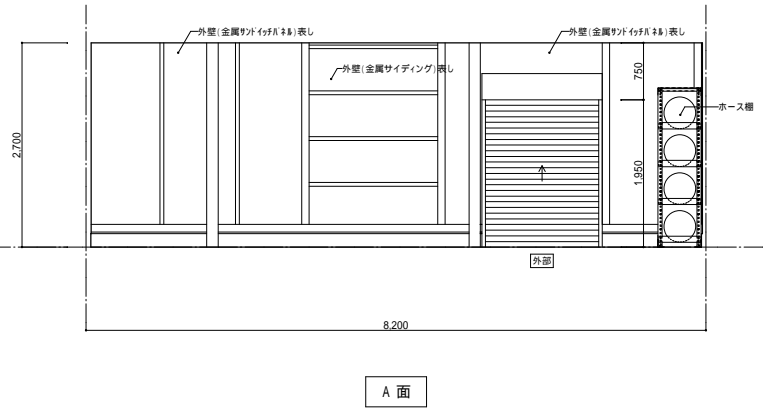 外壁(金属ｻﾝﾄﾞｲｯﾁﾊﾟﾈﾙ)表し
外壁(金属ｻﾝﾄﾞｲｯﾁﾊﾟﾈﾙ)表し
外壁(金属サイディング)表し
750
ホース棚
2,700
1,950
外部
8,200
A 面